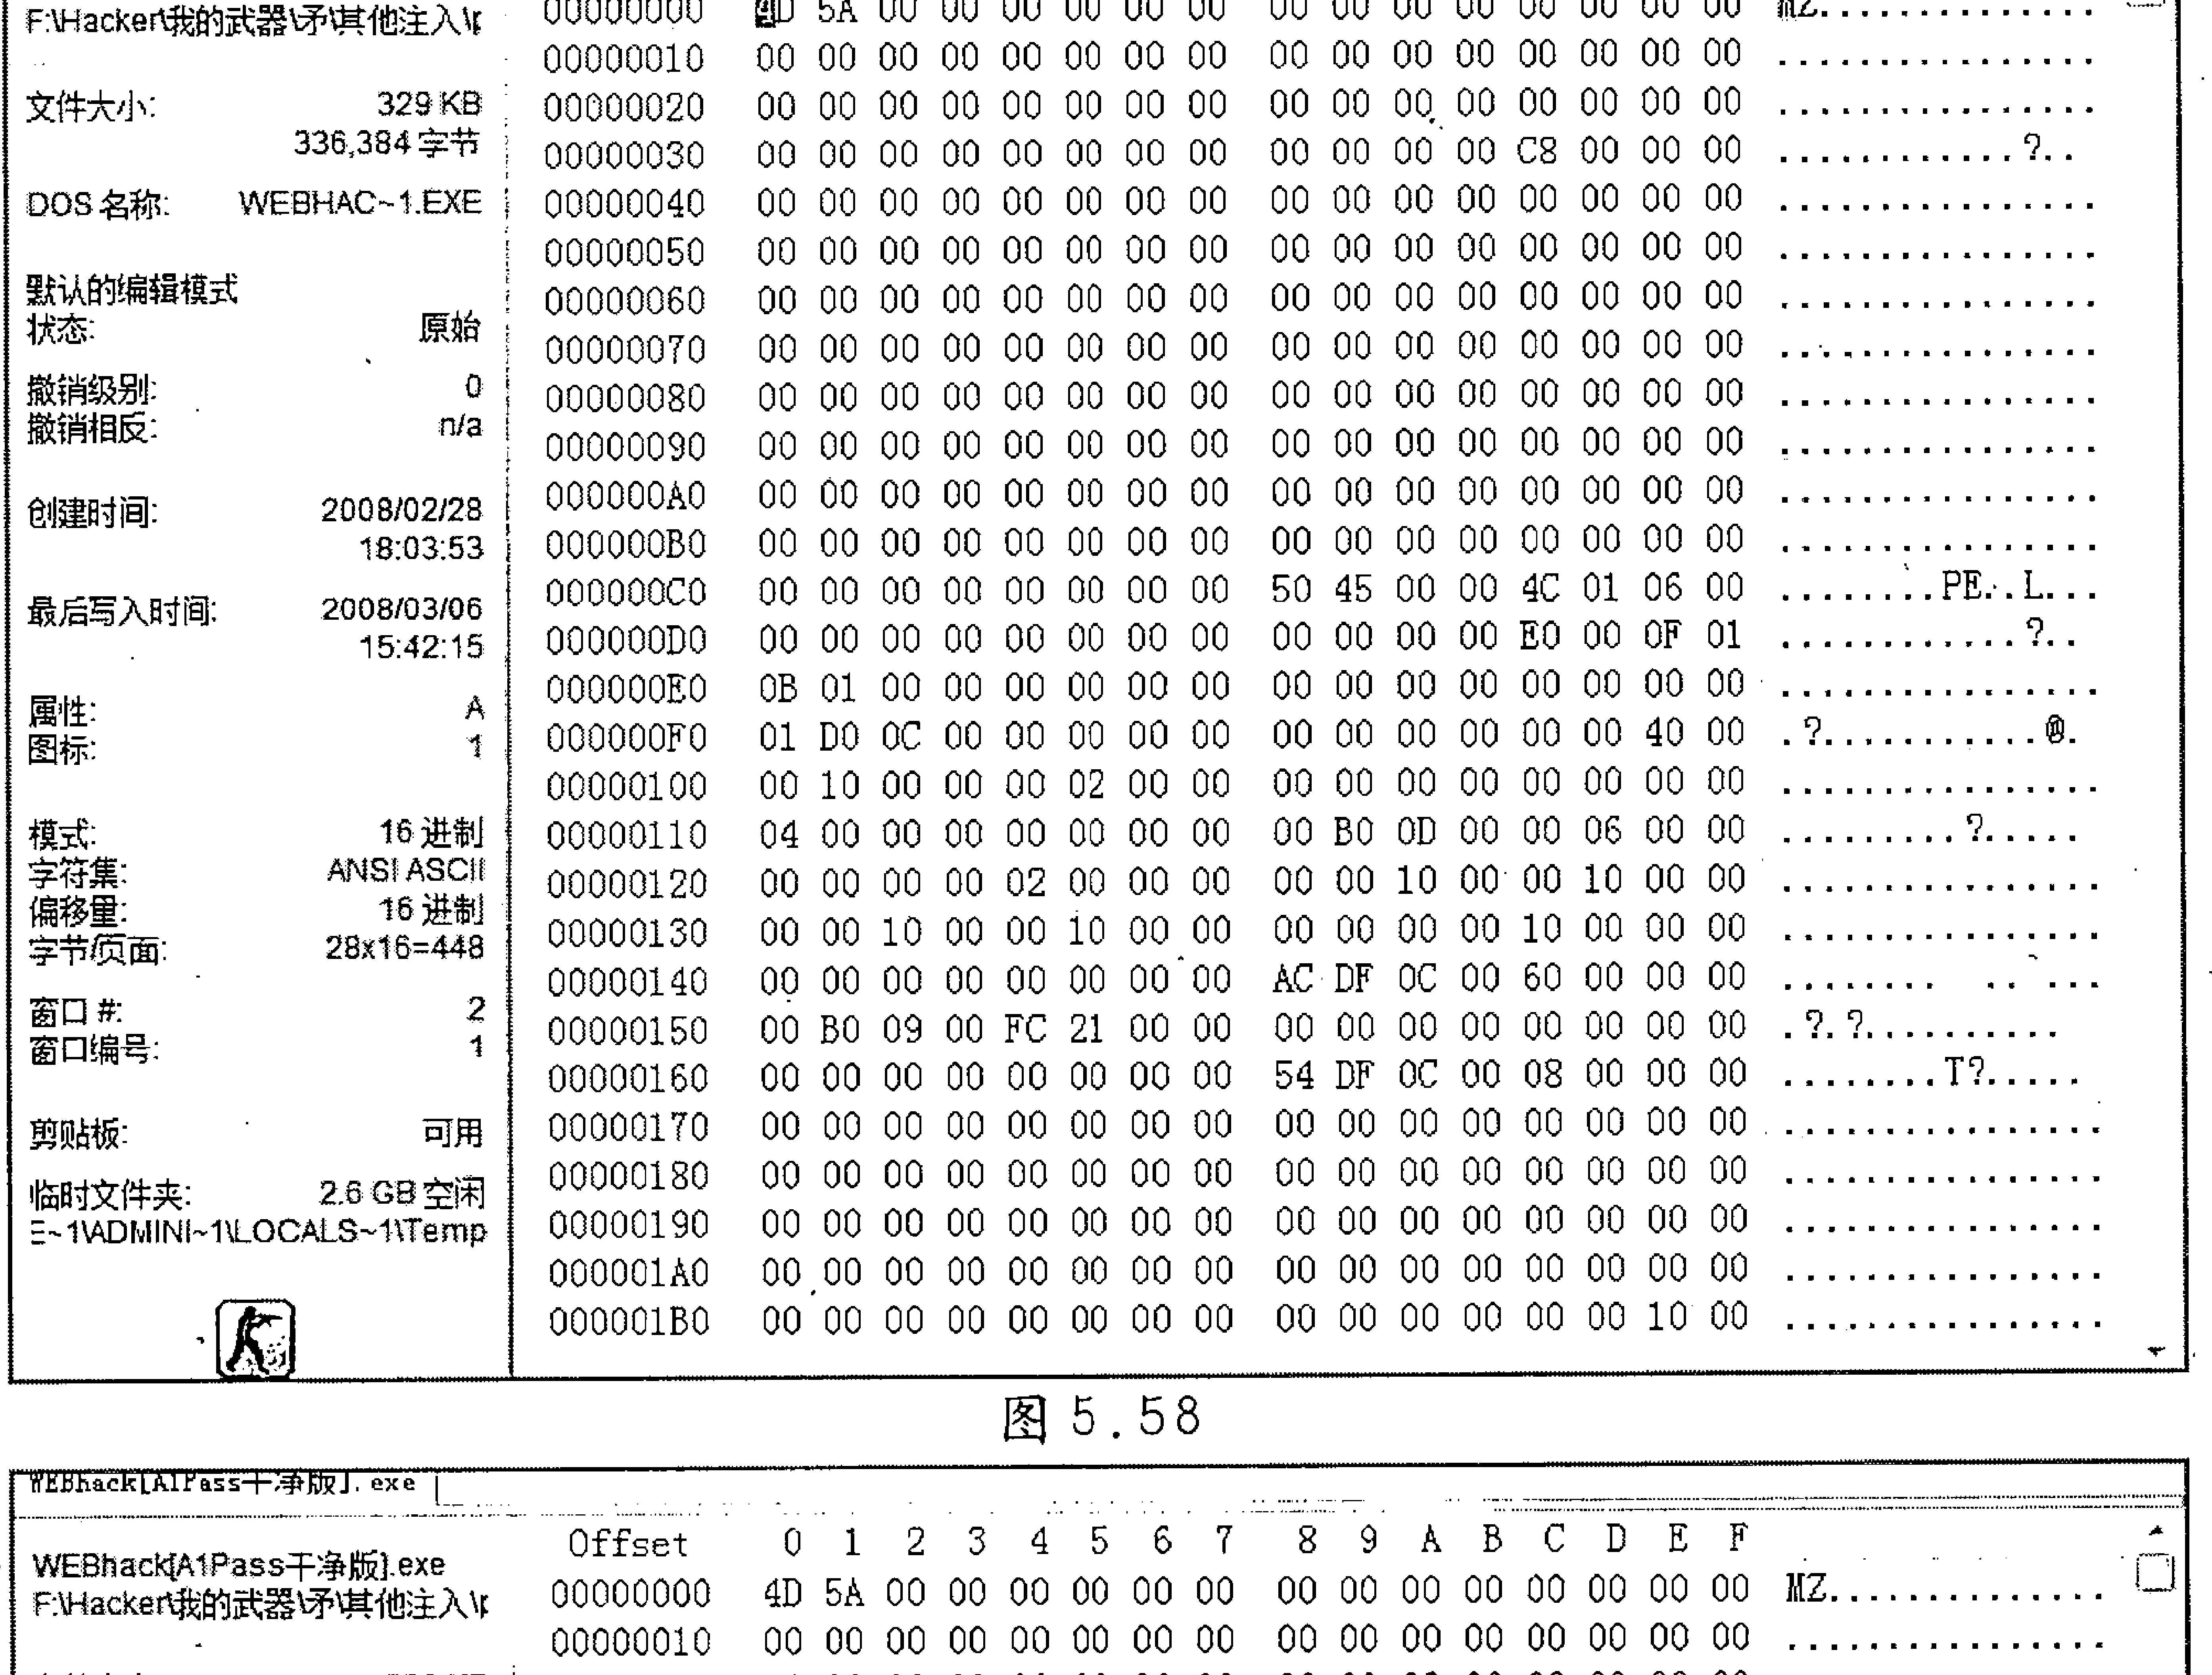 F:\Hacker\我的武器\矛\其他注入\
00000000 4D 5A 00 00 00 00 00 00 00 00 00 00 00 00 00 00 MZ..............
00000010 00 00 00 00 00 00 00 00 00 00 00 00 00 00 00 00 ................
文件大小: 329 KB
00000020 00 00 00 00 00 00 00 00 00 00 00 00 00 00 00 00 ................
336,384 字节
00000030 00 00 00 00 00 00 00 00 00 00 00 00 C8 00 00 00 ............?..
DOS 名称: WEBHAC~1.EXE
00000040 00 00 00 00 00 00 00 00 00 00 00 00 00 00 00 00 ................
00000050 00 00 00 00 00 00 00 00 00 00 00 00 00 00 00 00 ................
默认的编辑模式
00000060 00 00 00 00 00 00 00 00 00 00 00 00 00 00 00 00 ................
状态: 原始
00000070 00 00 00 00 00 00 00 00 00 00 00 00 00 00 00 00 ................
撤销级别: 0
00000080 00 00 00 00 00 00 00 00 00 00 00 00 00 00 00 00 ................
撤销相反: n/a
00000090 00 00 00 00 00 00 00 00 00 00 00 00 00 00 00 00 ................
000000A0 00 00 00 00 00 00 00 00 00 00 00 00 00 00 00 00 ................
创建时间: 2008/02/28
18:03:53
000000B0 00 00 00 00 00 00 00 00 00 00 00 00 00 00 00 00 ................
000000C0 00 00 00 00 00 00 00 00 50 45 00 00 4C 01 06 00 ........PE..L...
最后写入时间: 2008/03/06
000000D0 00 00 00 00 00 00 00 00 00 00 00 00 E0 00 0F 01 ............?..
15:42:15
000000E0 0B 01 00 00 00 00 00 00 00 00 00 00 00 00 00 00 ................
属性: A
000000F0 01 D0 0C 00 00 00 00 00 00 00 00 00 00 00 40 00 .?...........@.
图标: 1
00000100 00 10 00 00 00 02 00 00 00 00 00 00 00 00 00 00 ................
模式: 16 进制
00000110 04 00 00 00 00 00 00 00 00 B0 0D 00 00 06 00 00 .........?.....
字符集: ANSI ASCII
00000120 00 00 00 00 02 00 00 00 00 00 10 00 00 10 00 00 ................
偏移量: 16 进制
00000130 00 00 10 00 00 10 00 00 00 00 00 00 10 00 00 00 ................
字节/页面: 28x16=448
00000140 00 00 00 00 00 00 00 00 AC DF 0C 00 60 00 00 00 ........ .. ...
窗口 #: 2
00000150 00 B0 09 00 FC 21 00 00 00 00 00 00 00 00 00 00 .?.?..........
窗口编号: 1
00000160 00 00 00 00 00 00 00 00 54 DF 0C 00 08 00 00 00 ........T?.....
剪贴板: 可用
00000170 00 00 00 00 00 00 00 00 00 00 00 00 00 00 00 00 ................
00000180 00 00 00 00 00 00 00 00 00 00 00 00 00 00 00 00 ................
临时文件夹: 2.6 GB 空闲
00000190 00 00 00 00 00 00 00 00 00 00 00 00 00 00 00 00 ................
E~1\ADMINI~1\LOCALS~1\Temp
000001A0 00 00 00 00 00 00 00 00 00 00 00 00 00 00 00 00 ................
000001B0 00 00 00 00 00 00 00 00 00 00 00 00 00 00 10 00 ................
图 5.58
WEBhack[A1Pass干净版].exe
Offset 0 1 2 3 4 5 6 7 8 9 A B C D E F
WEBhack[A1Pass干净版].exe
00000000 4D 5A 00 00 00 00 00 00 00 00 00 00 00 00 00 00 MZ..............
F:\Hacker\我的武器\矛\其他注入\
00000010 00 00 00 00 00 00 00 00 00 00 00 00 00 00 00 00 ................